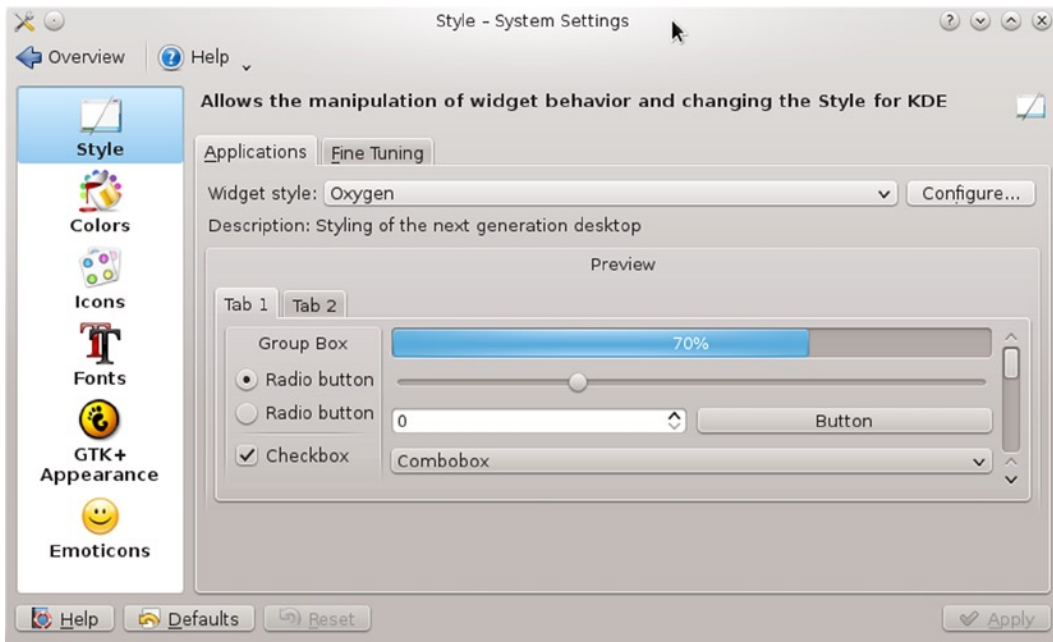 Style – System Settings
Overview
Help
Style
Colors
Icons
Fonts
GTK+
Appearance
Emoticons
Allows the manipulation of widget behavior and changing the Style for KDE
Applications
Fine Tuning
Widget style: Oxygen
Configure...
Description: Styling of the next generation desktop
Preview
Tab 1
Tab 2
Group Box
70%
Radio button
Radio button
0
Button
Checkbox
Combobox
Help
Defaults
Reset
Apply